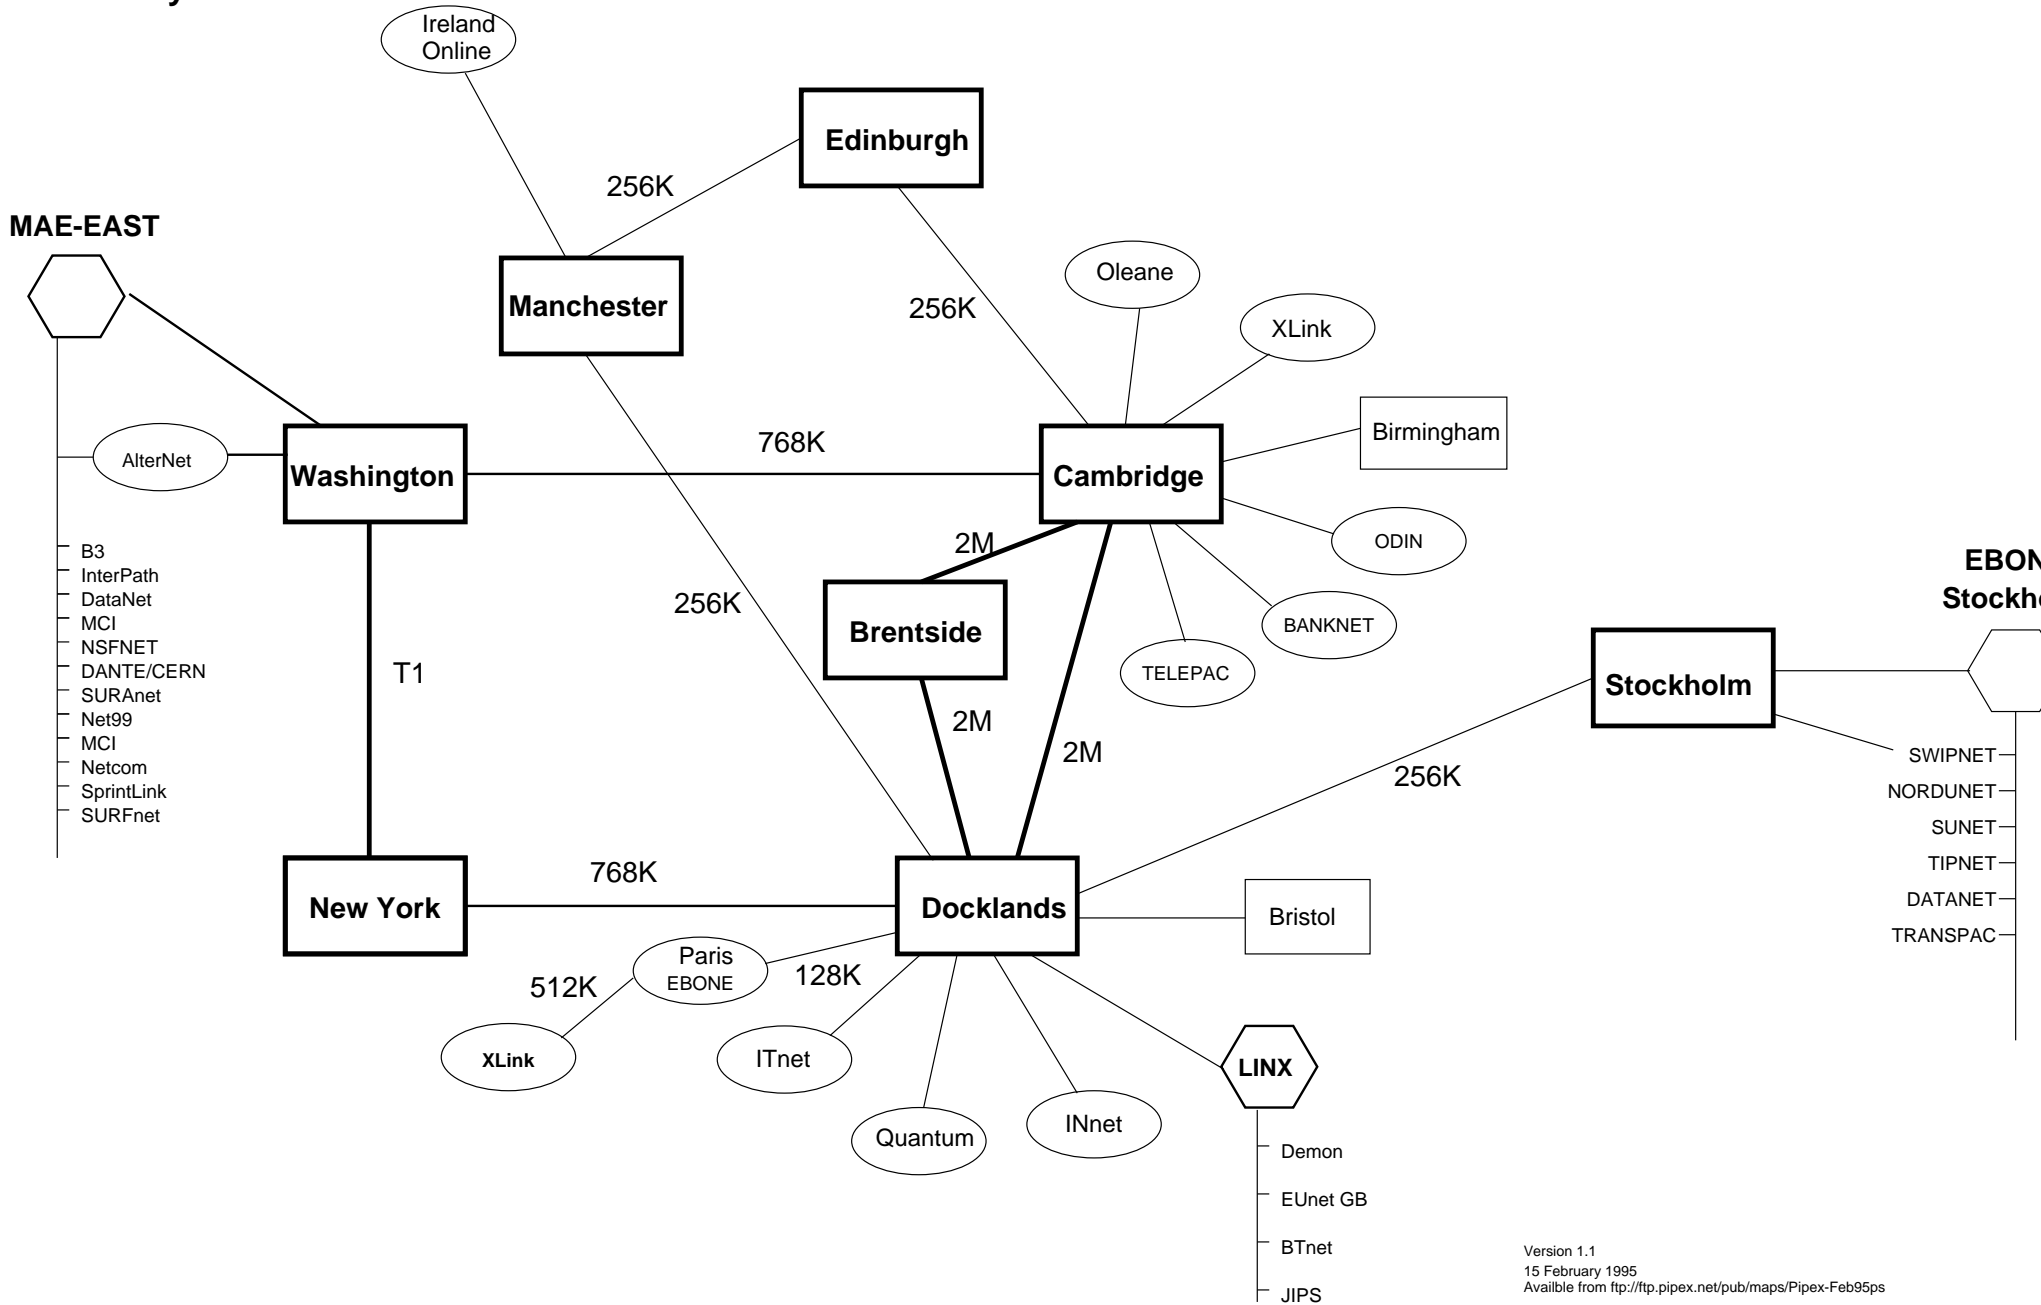 Ireland
Online
Edinburgh
256K
MAE-EAST
Manchester
256K
Oleane
XLink
Birmingham
AlterNet
Washington
768K
Cambridge
ODIN
2M
B3
InterPath
DataNet
MCI
NSFNET
DANTE/CERN
SURAnet
Net99
MCI
Netcom
SprintLink
SURFnet
T1
256K
Brentside
BANKNET
TELEPAC
2M
2M
Stockholm
256K
EBON
Stockh
SWIPNET
NORDUNET
SUNET
TIPNET
DATANET
TRANSPAC
New York
768K
Docklands
Bristol
Paris
EBONE
128K
512K
XLink
ITnet
Quantum
INnet
LINX
Demon
EUnet GB
BTnet
JIPS
Version 1.1
15 February 1995
Availble from ftp://ftp.pipex.net/pub/maps/Pipex-Feb95ps